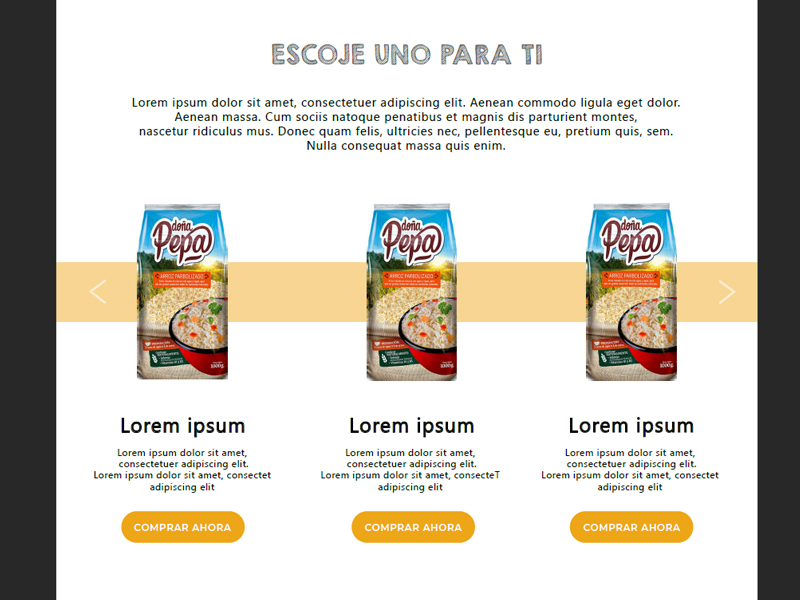 ESCOJE UNO PARA TI
Lorem ipsum dolor sit amet, consectetuer adipiscing elit. Aenean commodo ligula eget dolor.
Aenean massa. Cum sociis natoque penatibus et magnis dis parturient montes,
nascetur ridiculus mus. Donec quam felis, ultricies nec, pellentesque eu, pretium quis, sem.
Nulla consequat massa quis enim.
doña
Pepa
ARROZ PARBOLIZADO
1000g
doña
Pepa
ARROZ PARBOLIZADO
1000g
doña
Pepa
ARROZ PARBOLIZADO
1000g
Lorem ipsum
Lorem ipsum dolor sit amet,
consectetuer adipiscing elit.
Lorem ipsum dolor sit amet, consectet
adipiscing elit
COMPRAR AHORA
Lorem ipsum
Lorem ipsum dolor sit amet,
consectetuer adipiscing elit.
Lorem ipsum dolor sit amet, consecteT
adipiscing elit
COMPRAR AHORA
Lorem ipsum
Lorem ipsum dolor sit amet,
consectetuer adipiscing elit.
Lorem ipsum dolor sit amet, consectet
adipiscing elit
COMPRAR AHORA